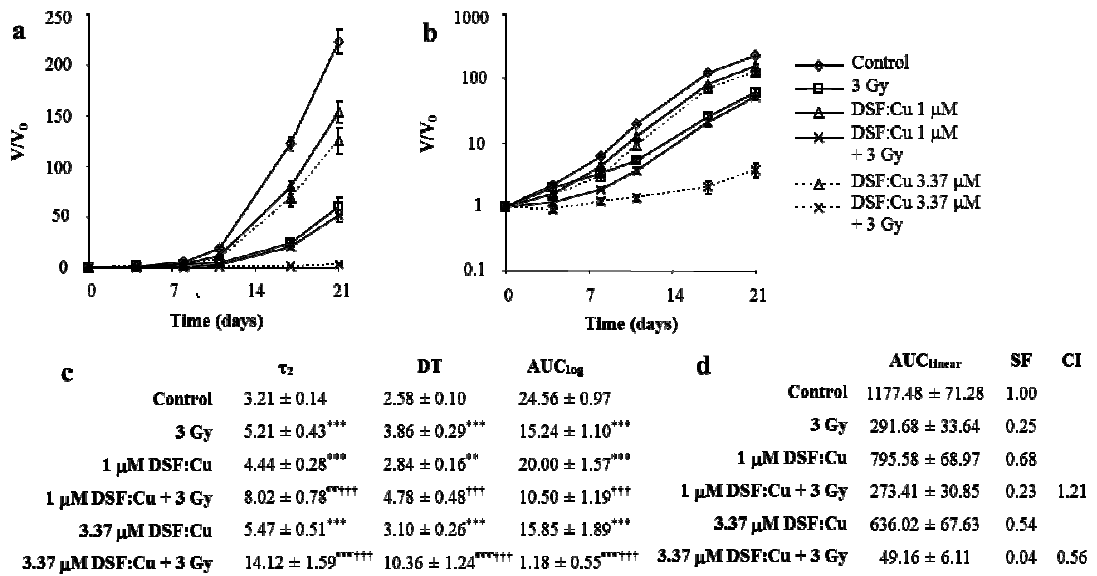 a
V/V0
250
200
150
100
50
0
0 7 14 21
Time (days)
b
V/V0
1000
100
10
1
0.1
0 7 14 21
Time (days)
Control
3 Gy
DSF:Cu 1 μM
DSF:Cu 1 μM
+ 3 Gy
DSF:Cu 3.37 μM
DSF:Cu 3.37 μM
+ 3 Gy
c τ2 DT AUClog
Control 3.21 ± 0.14 2.58 ± 0.10 24.56 ± 0.97
3 Gy 5.21 ± 0.43*** 3.86 ± 0.29*** 15.24 ± 1.10***
1 μM DSF:Cu 4.44 ± 0.28*** 2.84 ± 0.16** 20.00 ± 1.57***
1 μM DSF:Cu + 3 Gy 8.02 ± 0.78***††† 4.78 ± 0.48††† 10.50 ± 1.19†††
3.37 μM DSF:Cu 5.47 ± 0.51*** 3.10 ± 0.26*** 15.85 ± 1.89***
3.37 μM DSF:Cu + 3 Gy 14.12 ± 1.59***††† 10.36 ± 1.24***††† 1.18 ± 0.55***†††
d AUClinear SF CI
Control 1177.48 ± 71.28 1.00
3 Gy 291.68 ± 33.64 0.25
1 μM DSF:Cu 795.58 ± 68.97 0.68
1 μM DSF:Cu + 3 Gy 273.41 ± 30.85 0.23 1.21
3.37 μM DSF:Cu 636.02 ± 67.63 0.54
3.37 μM DSF:Cu + 3 Gy 49.16 ± 6.11 0.04 0.56